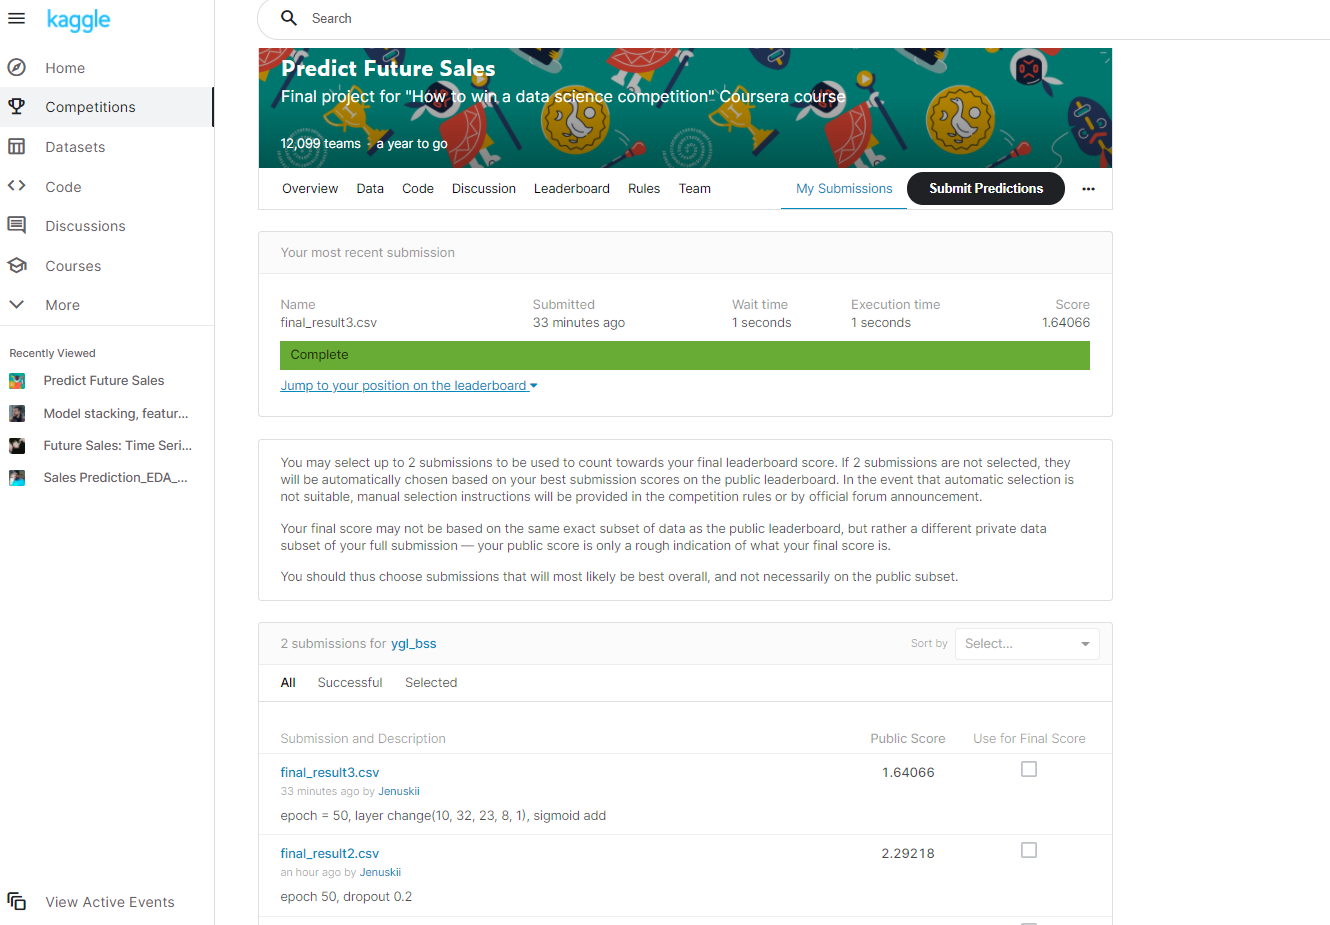 kaggle
Search
Home
Competitions
Datasets
Code
Discussions
Courses
More
Recently Viewed
Predict Future Sales
Model stacking, featur...
Future Sales: Time Seri...
Sales Prediction_EDA_...
View Active Events
Predict Future Sales
Final project for "How to win a data science competition" Coursera course
12,099 teams · a year to go
Overview Data Code Discussion Leaderboard Rules Team My Submissions Submit Predictions ...
Your most recent submission
Name Submitted Wait time Execution time Score
final_result3.csv 33 minutes ago 1 seconds 1 seconds 1.64066
Complete
Jump to your position on the leaderboard
You may select up to 2 submissions to be used to count towards your final leaderboard score. If 2 submissions are not selected, they
will be automatically chosen based on your best submission scores on the public leaderboard. In the event that automatic selection is
not suitable, manual selection instructions will be provided in the competition rules or by official forum announcement.
Your final score may not be based on the same exact subset of data as the public leaderboard, but rather a different private data
subset of your full submission — your public score is only a rough indication of what your final score is.
You should thus choose submissions that will most likely be best overall, and not necessarily on the public subset.
2 submissions for ygl_bss Sort by Select...
All Successful Selected
Submission and Description Public Score Use for Final Score
final_result3.csv 1.64066
33 minutes ago by Jenuskii
epoch = 50, layer change(10, 32, 23, 8, 1), sigmoid add
final_result2.csv 2.29218
an hour ago by Jenuskii
epoch 50, dropout 0.2